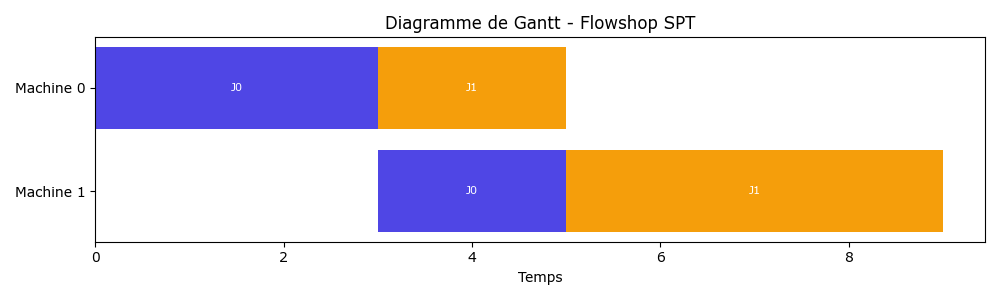 Diagramme de Gantt - Flowshop SPT
Machine 0
J0
J1
Machine 1
J0
J1
0
2
4
6
8
Temps